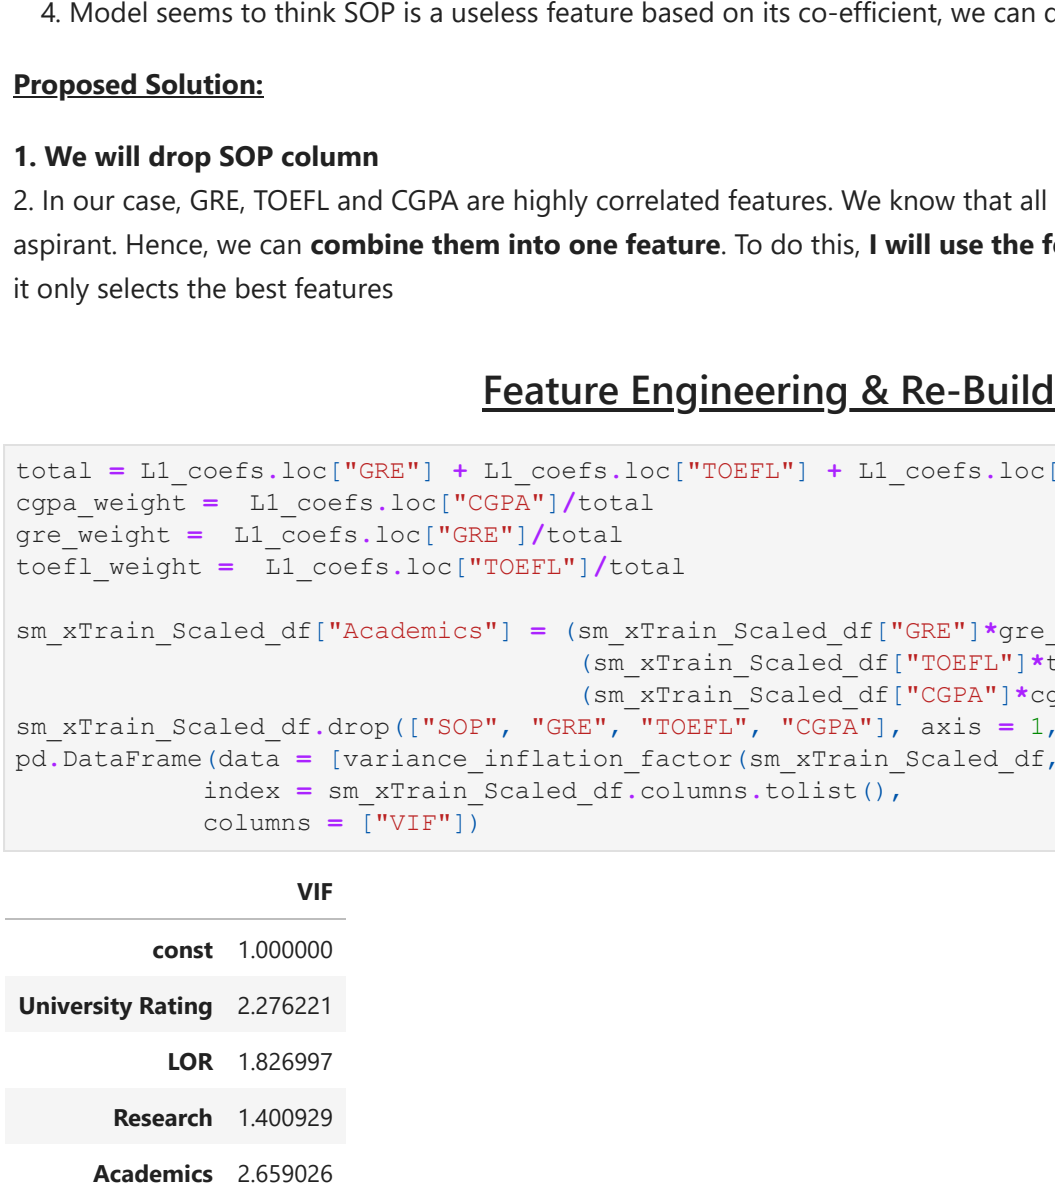 4. Model seems to think SOP is a useless feature based on its co-efficient, we can
Proposed Solution:
1. We will drop SOP column
2. In our case, GRE, TOEFL and CGPA are highly correlated features. We know that all
aspirant. Hence, we can combine them into one feature. To do this, I will use the
it only selects the best features
Feature Engineering & Re-Build
total = L1_coefs.loc["GRE"] + L1_coefs.loc["TOEFL"] + L1_coefs.loc[
cgpa_weight =  L1_coefs.loc["CGPA"]/total
gre_weight =  L1_coefs.loc["GRE"]/total
toefl_weight =  L1_coefs.loc["TOEFL"]/total
sm_xTrain_Scaled_df["Academics"] = (sm_xTrain_Scaled_df["GRE"]*gre_
(sm_xTrain_Scaled_df["TOEFL"]*t
(sm_xTrain_Scaled_df["CGPA"]*cg
sm_xTrain_Scaled_df.drop(["SOP", "GRE", "TOEFL", "CGPA"], axis = 1,
pd.DataFrame(data = [variance_inflation_factor(sm_xTrain_Scaled_df,
index = sm_xTrain_Scaled_df.columns.tolist(),
columns = ["VIF"])
VIF
const 1.000000
University Rating 2.276221
LOR 1.826997
Research 1.400929
Academics 2.659026